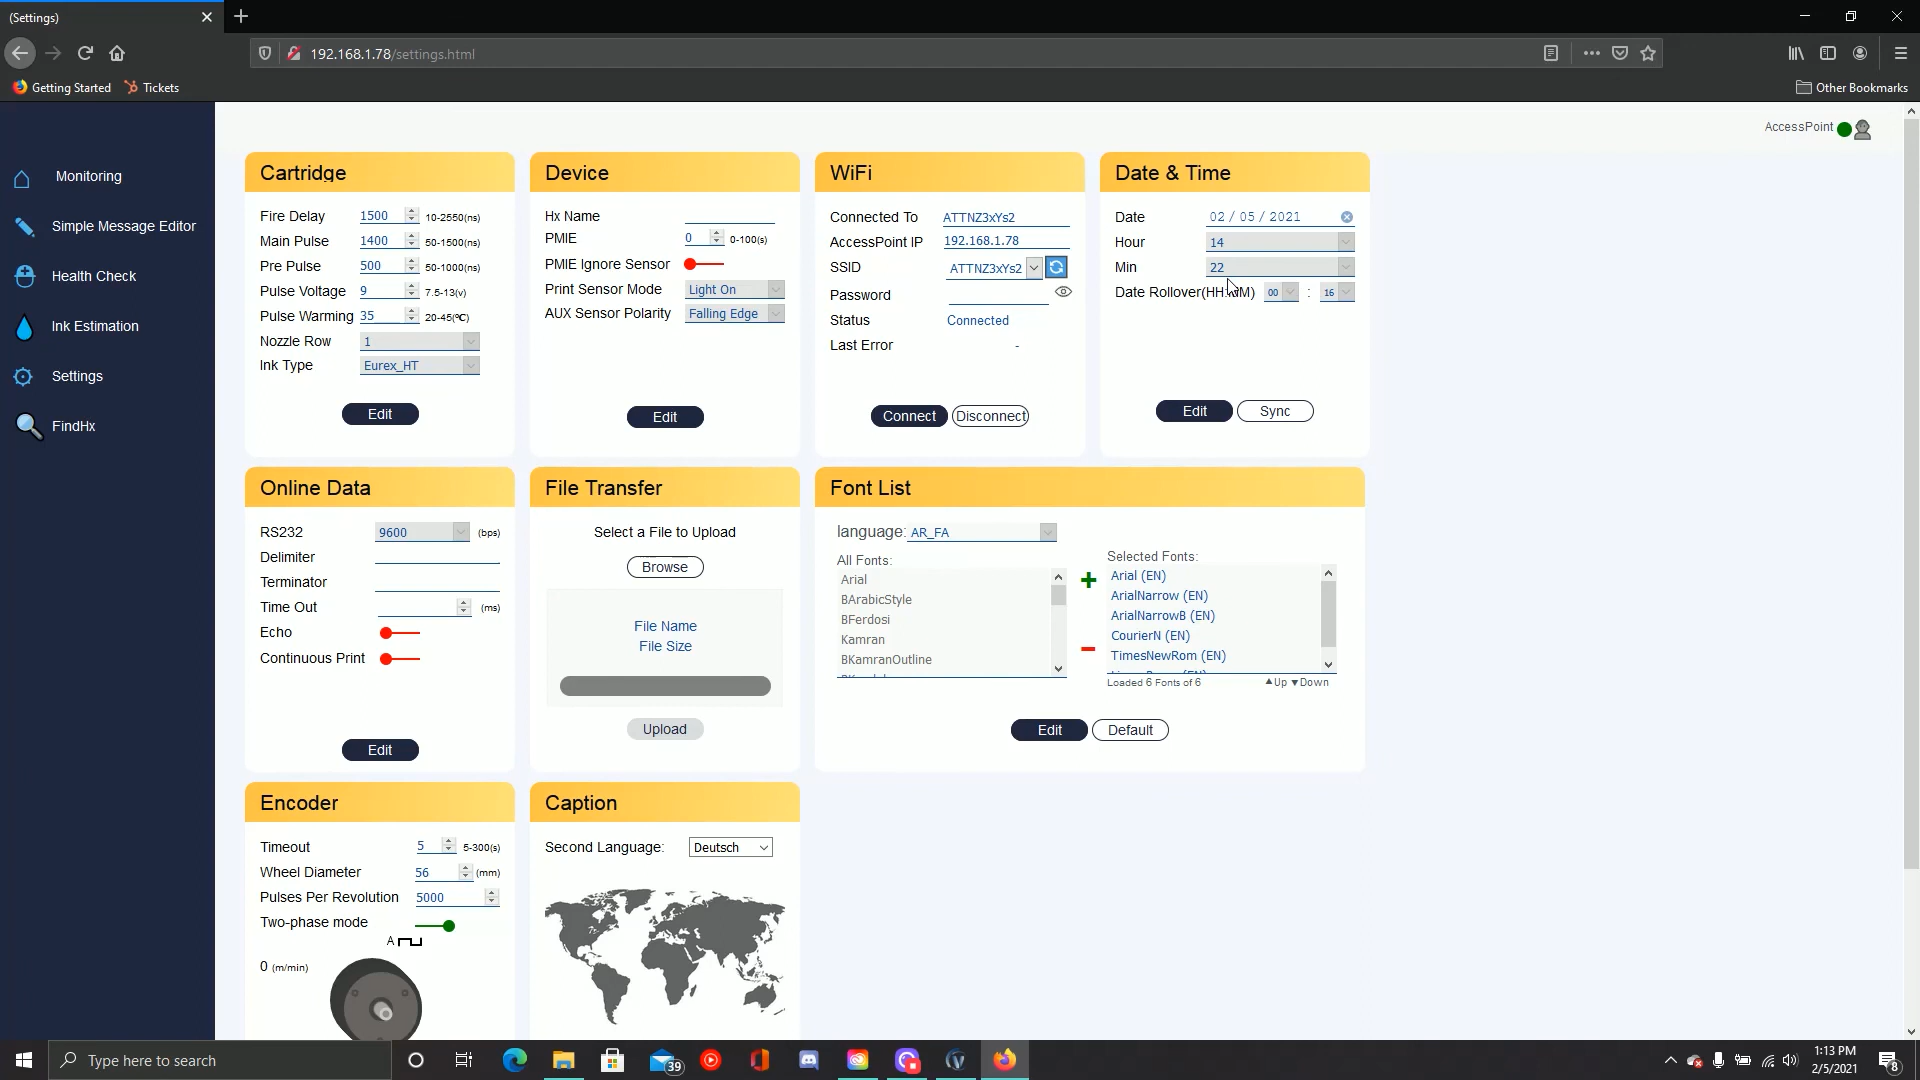 (Settings)
192.168.1.78/settings.html
Getting Started
Tickets
Other Bookmarks
AccessPoint
Monitoring
Simple Message Editor
Health Check
Ink Estimation
Settings
FindHx
Cartridge
Fire Delay 1500 10-2550(ns)
Main Pulse 1400 50-1500(ns)
Pre Pulse 500 50-1000(ns)
Pulse Voltage 9 7.5-13(v)
Pulse Warming 35 20-45(℃)
Nozzle Row 1
Ink Type Eurex_HT
Edit
Device
Hx Name
PMIE 0 0-100(s)
PMIE Ignore Sensor
Print Sensor Mode Light On
AUX Sensor Polarity Falling Edge
Edit
WiFi
Connected To ATTNZ3xYs2
AccessPoint IP 192.168.1.78
SSID ATTNZ3xYs2
Password
Status Connected
Last Error -
Connect Disconnect
Date & Time
Date 02 / 05 / 2021
Hour 14
Min 22
Date Rollover(HH:MM) 00 : 16
Edit Sync
Online Data
RS232 9600 (bps)
Delimiter
Terminator
Time Out (ms)
Echo
Continuous Print
Edit
File Transfer
Select a File to Upload
Browse
File Name
File Size
Upload
Font List
language: AR_FA
All Fonts:
Arial
BArabicStyle
BFerdosi
Kamran
BKamranOutline
Selected Fonts:
Arial (EN)
ArialNarrow (EN)
ArialNarrowB (EN)
CourierN (EN)
TimesNewRom (EN)
Loaded 6 Fonts of 6 ▲Up ▼Down
Edit Default
Encoder
Timeout 5 5-300(s)
Wheel Diameter 56 (mm)
Pulses Per Revolution 5000
Two-phase mode
A
0 (m/min)
Caption
Second Language: Deutsch
Type here to search
39
1:13 PM
2/5/2021
8